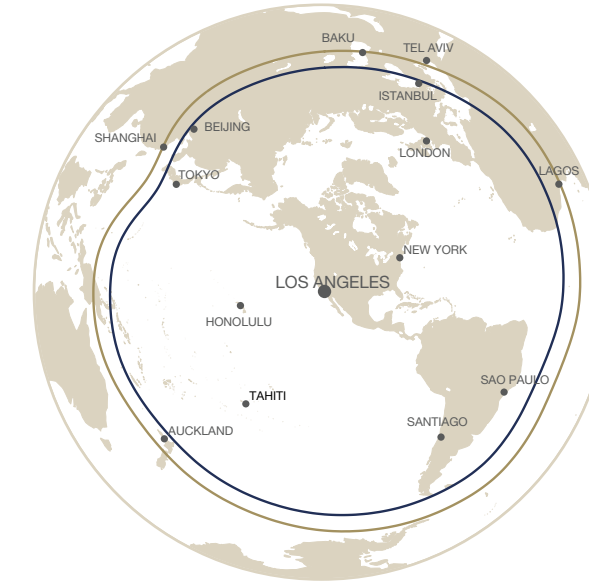 BAKU
TEL AVIV
ISTANBUL
BEIJING
SHANGHAI
LONDON
LAGOS
TOKYO
NEW YORK
LOS ANGELES
HONOLULU
SAO PAULO
TAHITI
SANTIAGO
AUCKLAND